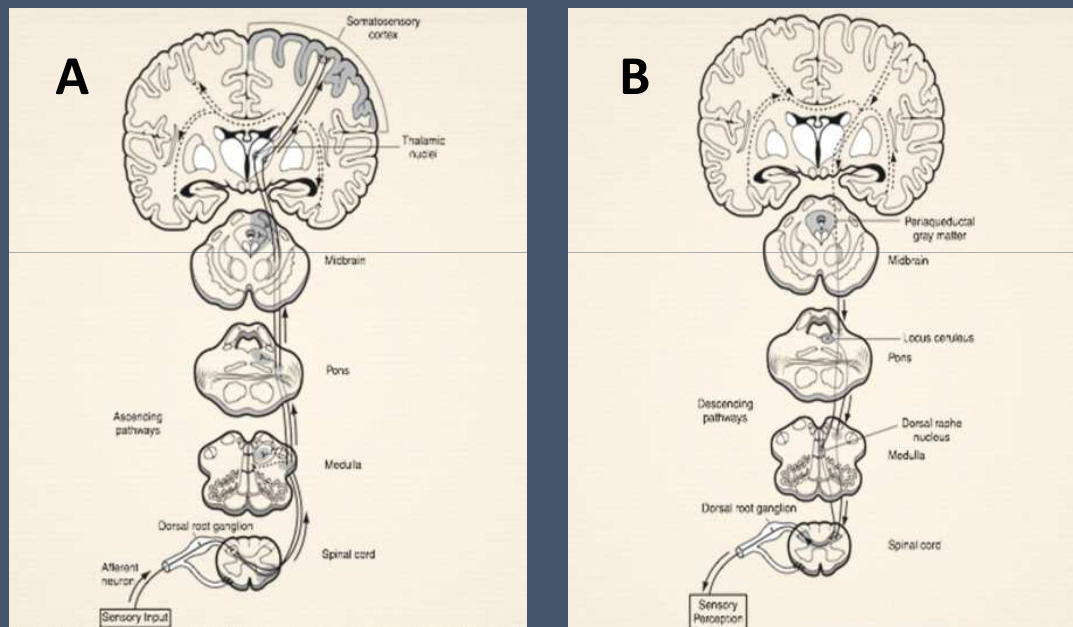 A
Somatosensory
cortex
Thalamic
nuclei
Midbrain
Pons
Ascending
pathways
Medulla
Dorsal root ganglion
Spinal cord
Afferent
neuron
Sensory Input
B
Periaqueductal
gray matter
Midbrain
Locus ceruleus
Pons
Descending
pathways
Dorsal raphe
nucleus
Medulla
Dorsal root ganglion
Spinal cord
Sensory
Perception